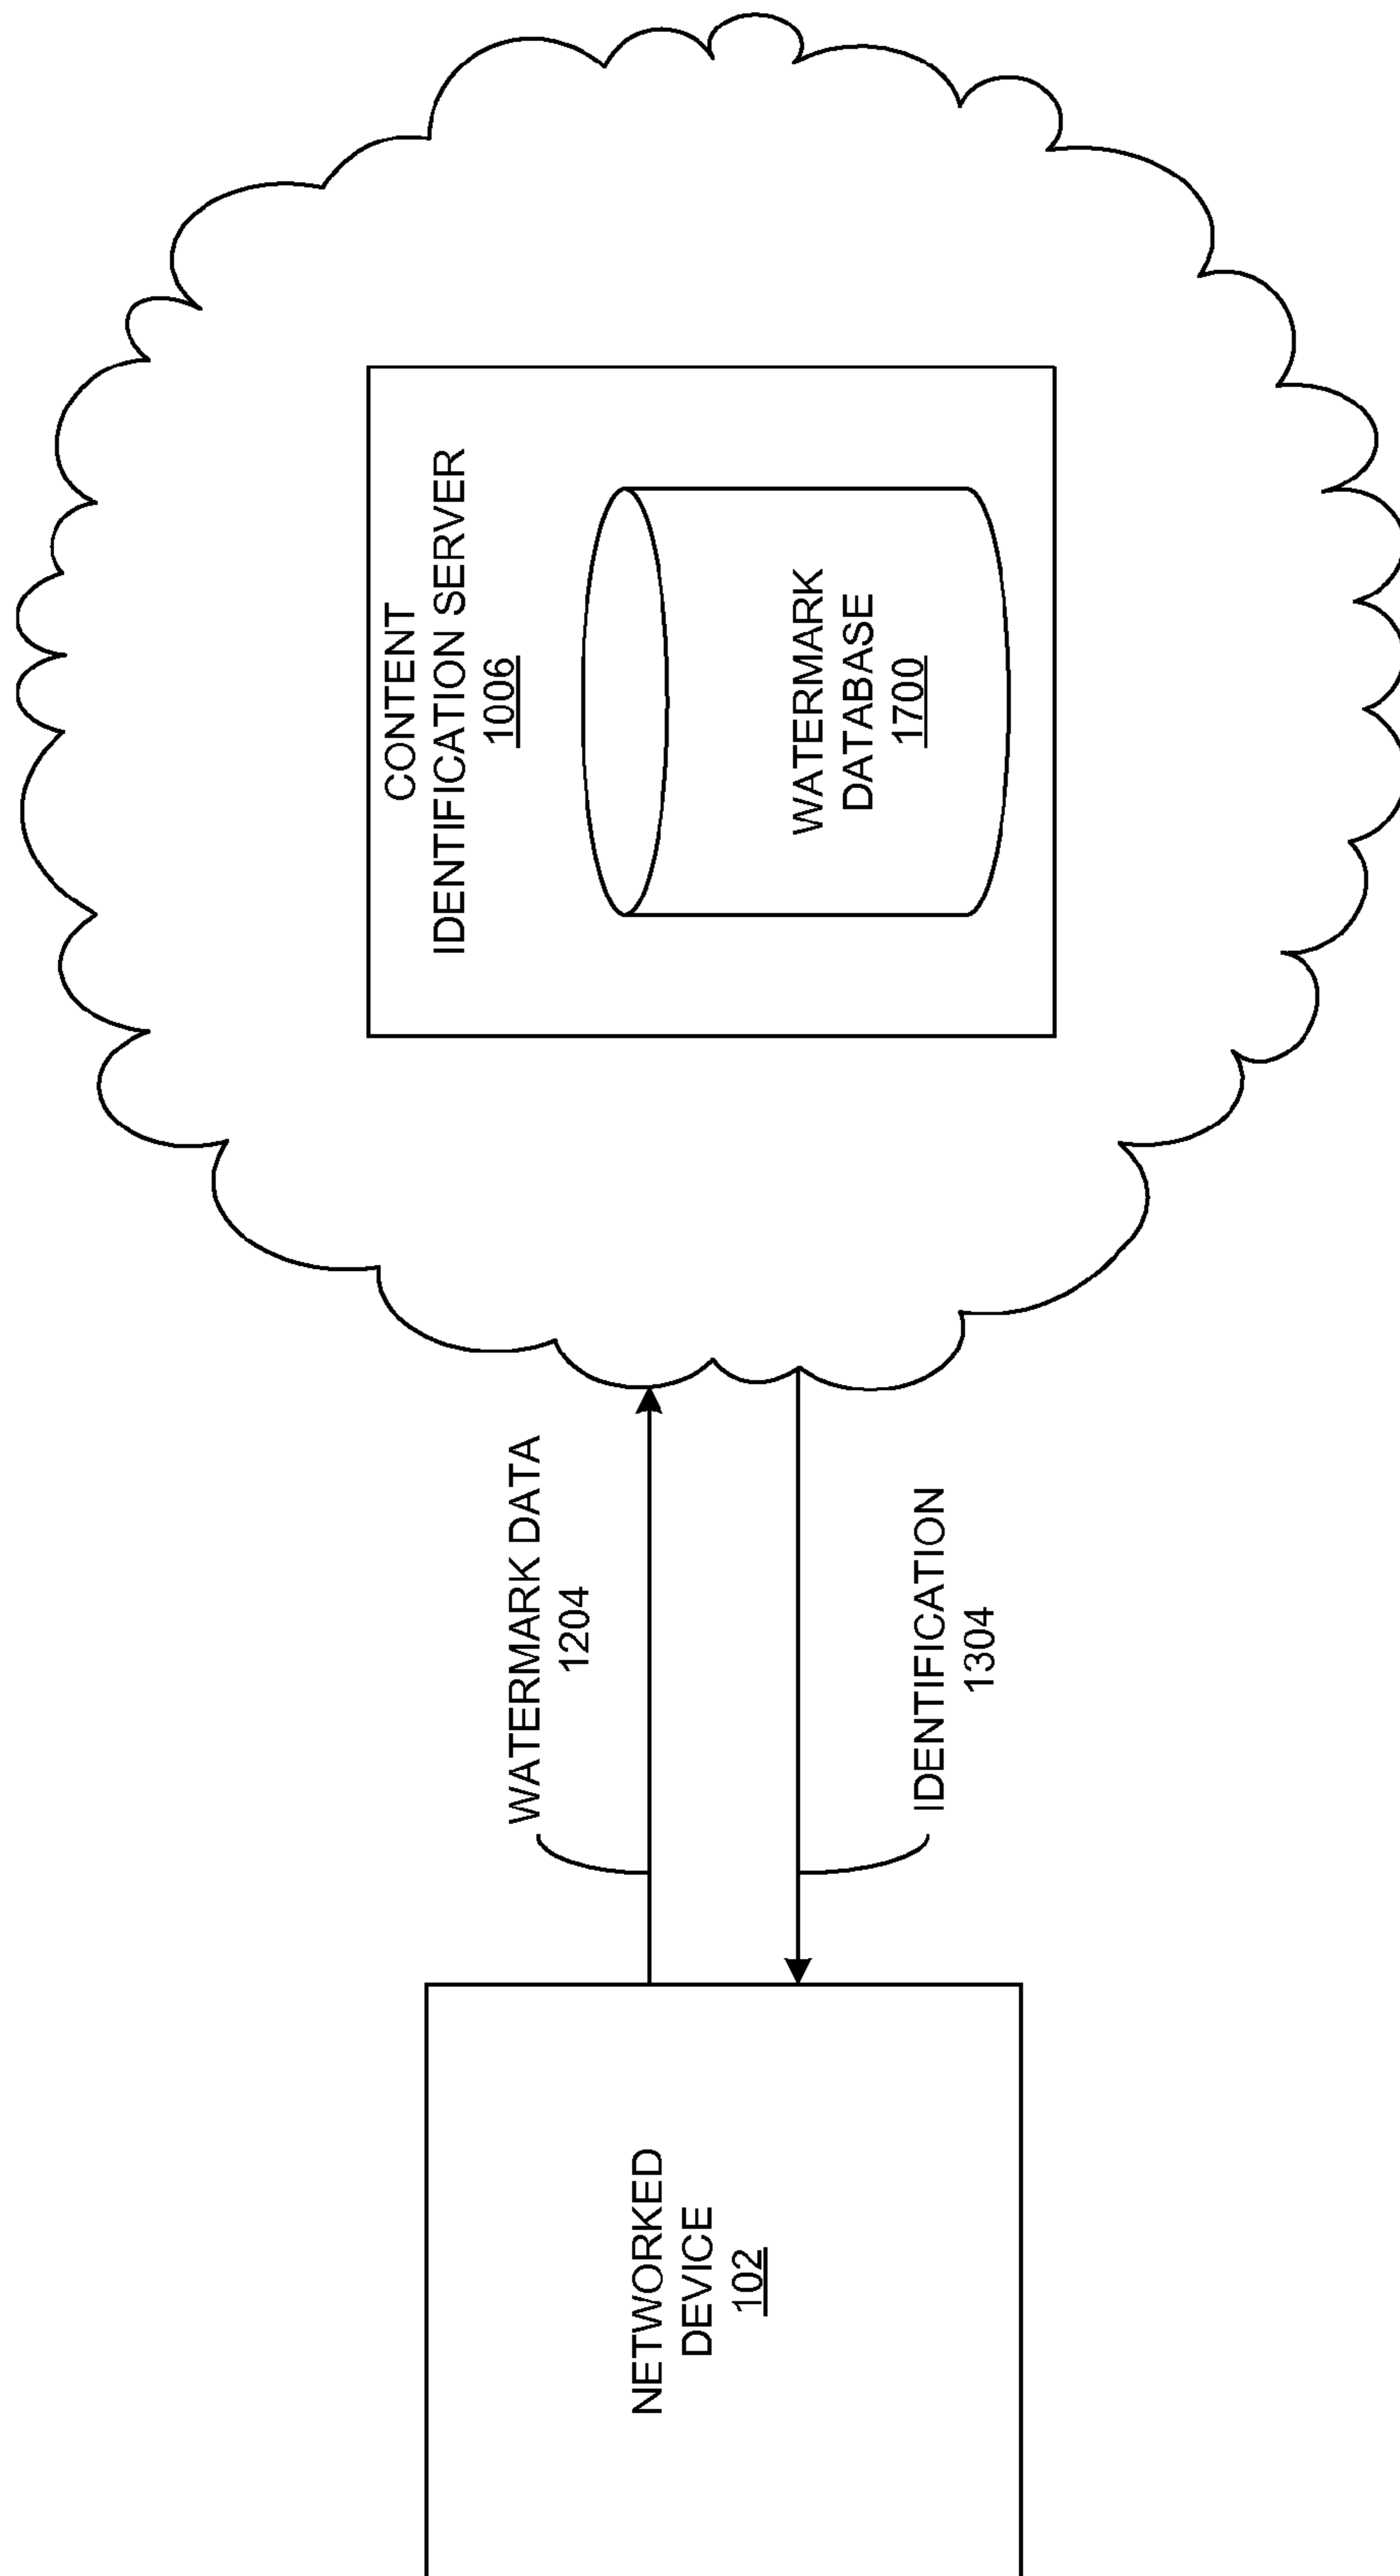 NETWORKED
DEVICE
102
WATERMARK DATA
1204
IDENTIFICATION
1304
CONTENT
IDENTIFICATION SERVER
1006
WATERMARK
DATABASE
1700